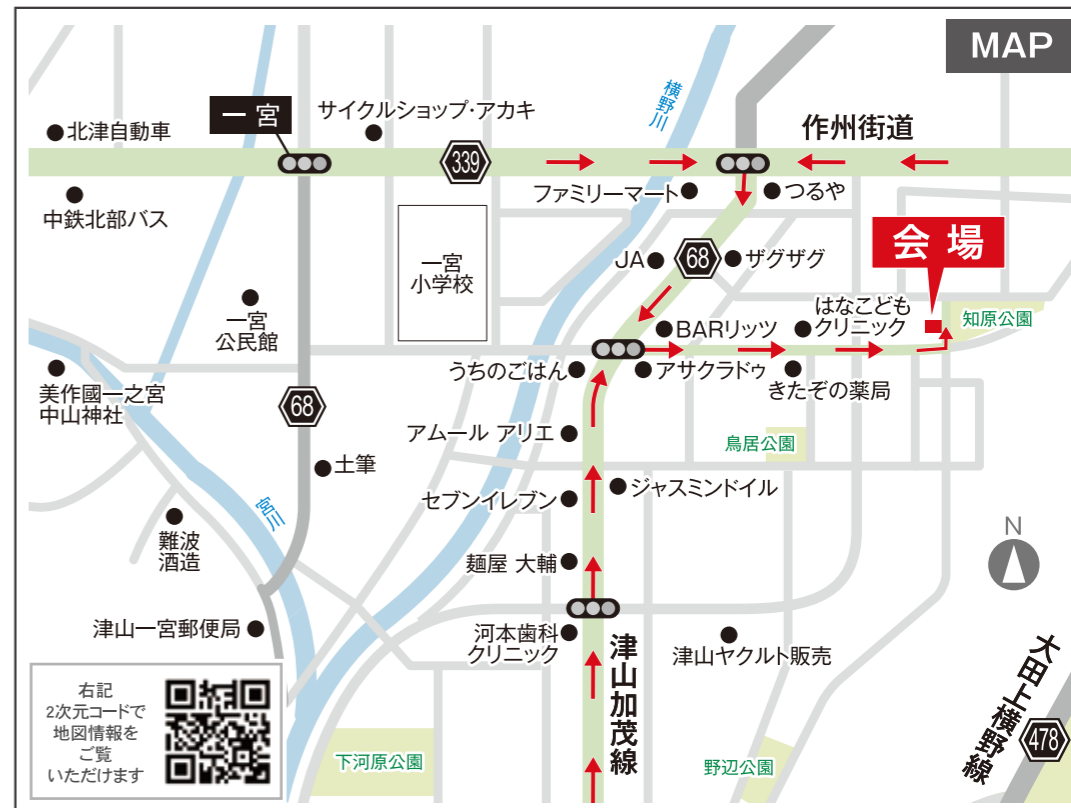 MAP
一宮
サイクルショップ・アカキ
横野川
作州街道
北津自動車
339
中鉄北部バス
ファミリーマート
つるや
一宮
小学校
JA
68
ザグザグ
会場
一宮
公民館
BARリッツ
はなこども
クリニック
知原公園
うちのごはん
アサクラドゥ
きたぞの薬局
美作國一之宮
中山神社
68
アムール アリエ
鳥居公園
土筆
セブンイレブン
ジャスミンドイル
宮川
難波
酒造
麺屋 大輔
N
津山一宮郵便局
河本歯科
クリニック
津山加茂線
津山ヤクルト販売
大田上横野線
478
右記
2次元コードで
地図情報を
ご覧
いただけます
下河原公園
野辺公園